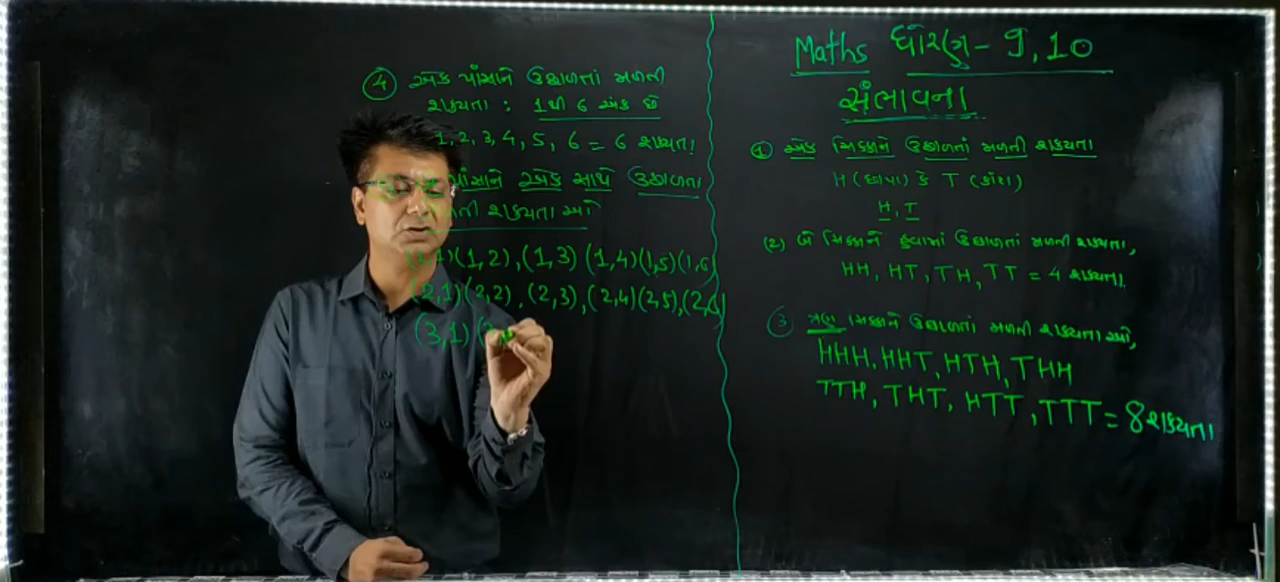 Maths ધોરણ - 9, 10
સંભાવના
① એક સિક્કાને ઉછાળતાં મળતી શક્યતા
H (છાપ) કે T (કાંટો)
H, T
(2) બે સિક્કાને હવામાં ઉછાળતાં મળતી શક્યતા,
HH, HT, TH, TT = 4 શક્યતા.
③ ત્રણ સિક્કાને ઉછાળતાં મળતી શક્યતાઓ,
HHH, HHT, HTH, THH
TTH, THT, HTT, TTT = 8 શક્યતા
④ એક પાંસાને ઉછાળતાં મળતી
શક્યતા : 1 થી 6 અંક છે
1, 2, 3, 4, 5, 6 = 6 શક્યતા
પાંસાને એક સાથે ઉછાળતા
શક્યતા ઓ
(1,2), (1,3) (1,4) (1,5) (1,6)
(2,1) (2,2), (2,3), (2,4) (2,5), (2,6)
(3,1) (3